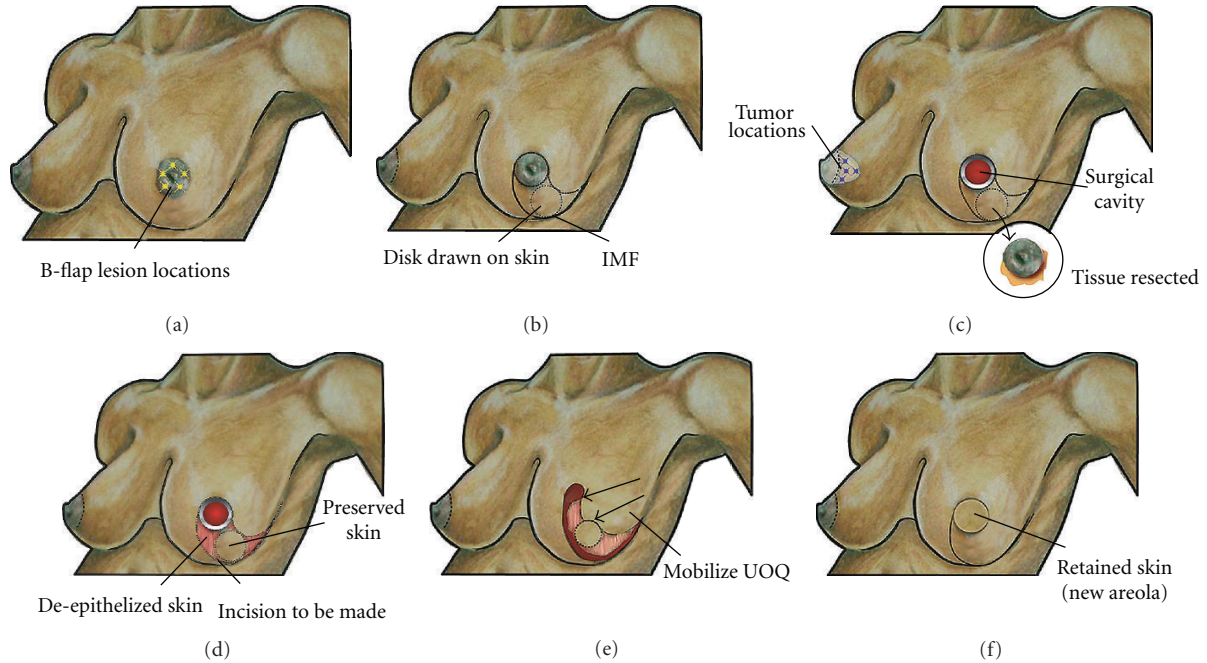 B-flap lesion locations
(a)
Disk drawn on skin
IMF
(b)
Tumor
locations
Surgical
cavity
Tissue resected
(c)
Preserved
skin
De-epithelized skin
Incision to be made
(d)
Mobilize UOQ
(e)
Retained skin
(new areola)
(f)